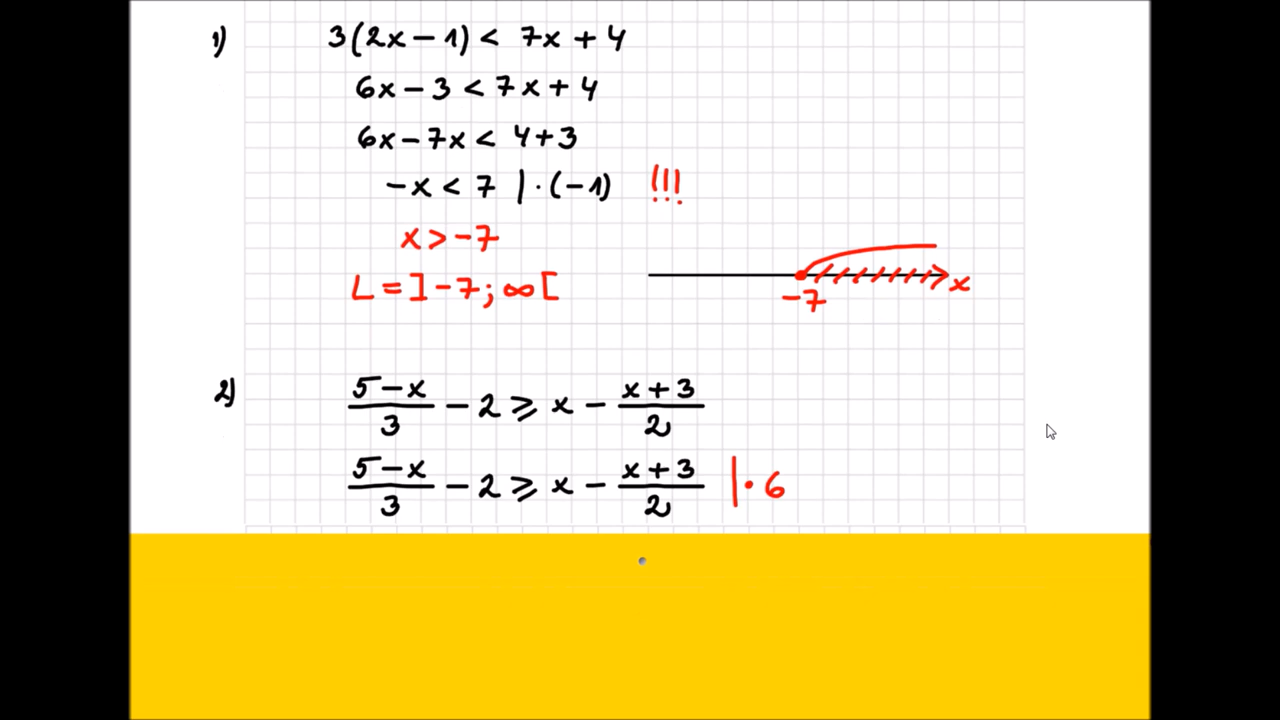 1) 3(2x − 1) < 7x + 4
6x − 3 < 7x + 4
6x − 7x < 4 + 3
−x < 7 | · (−1) !!!
x > −7
L = ]−7; ∞[
−7 x
2) (5−x)/3 − 2 ⩾ x − (x+3)/2
(5−x)/3 − 2 ⩾ x − (x+3)/2 | · 6